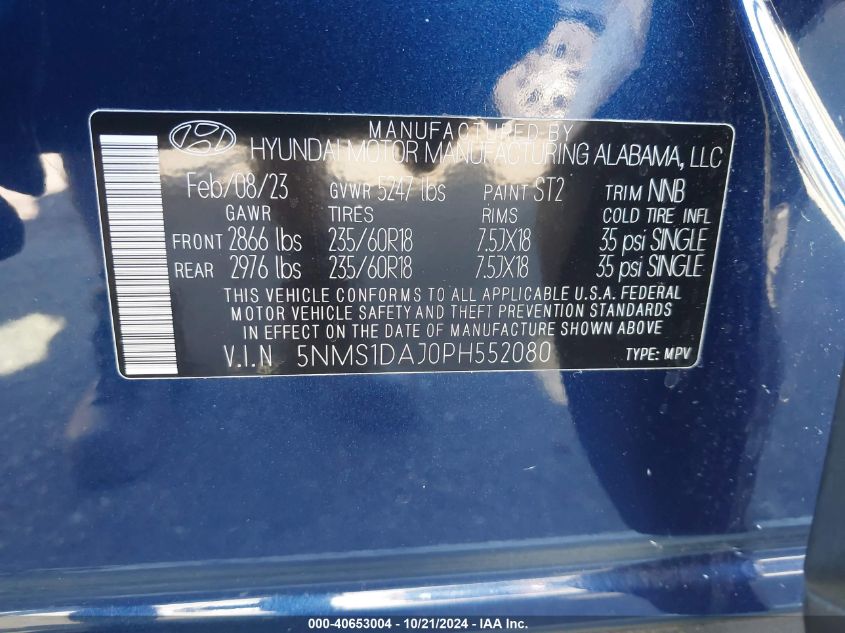 MANUFACTURED BY
HYUNDAI MOTOR MANUFACTURING ALABAMA, LLC
Feb/08/23 GVWR 5247 lbs PAINT ST2 TRIM NNB
GAWR TIRES RIMS COLD TIRE INFL
FRONT 2866 lbs 235/60R18 7.5JX18 35 psi SINGLE
REAR 2976 lbs 235/60R18 7.5JX18 35 psi SINGLE
THIS VEHICLE CONFORMS TO ALL APPLICABLE U.S.A. FEDERAL
MOTOR VEHICLE SAFETY AND THEFT PREVENTION STANDARDS
IN EFFECT ON THE DATE OF MANUFACTURE SHOWN ABOVE.
V.I.N 5NMS1DAJ0PH552080 TYPE: MPV
000-40653004 - 10/21/2024 - IAA Inc.